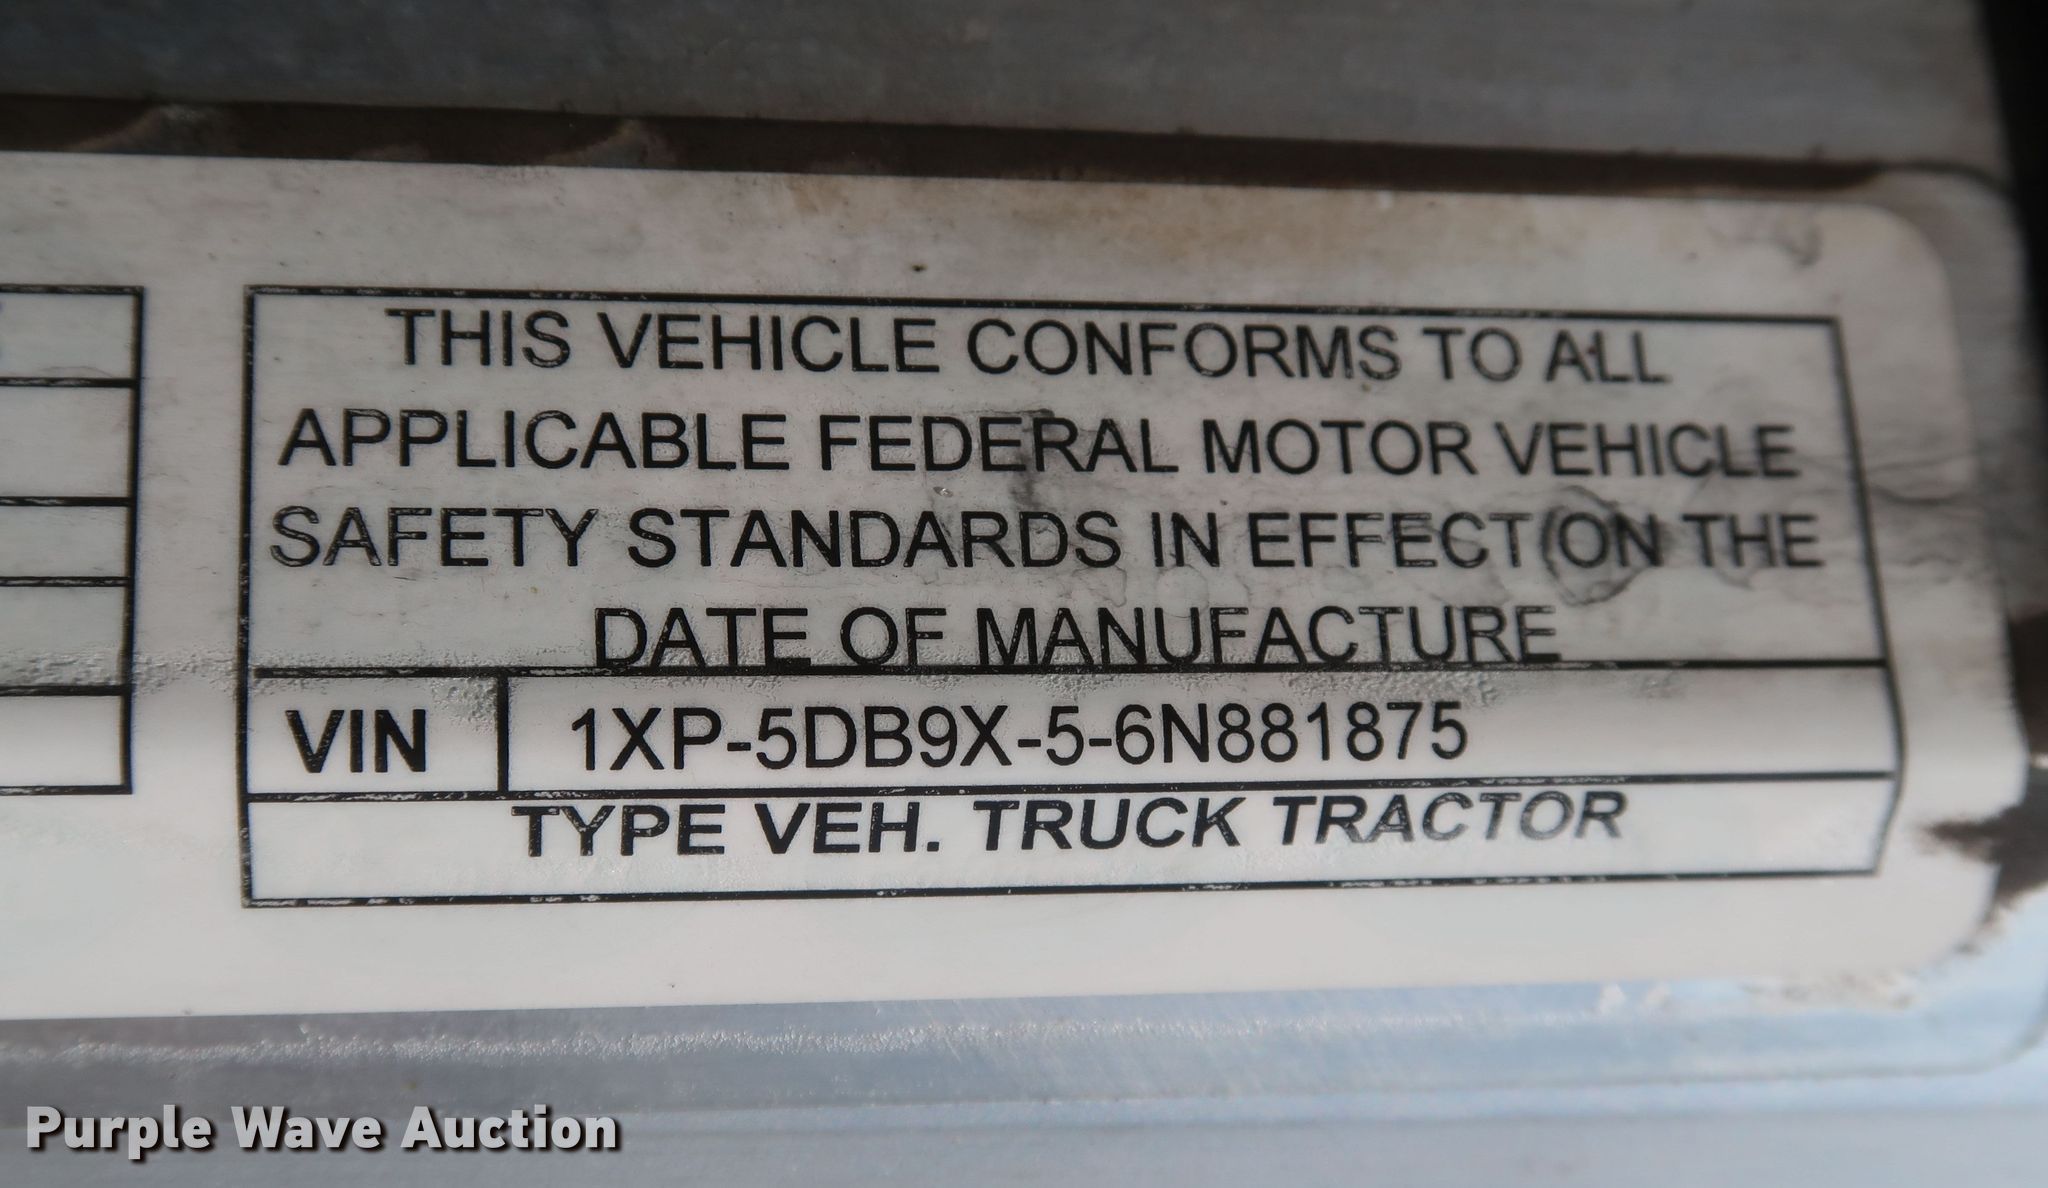 THIS VEHICLE CONFORMS TO ALL
APPLICABLE FEDERAL MOTOR VEHICLE
SAFETY STANDARDS IN EFFECT ON THE
DATE OF MANUFACTURE
VIN 1XP-5DB9X-5-6N881875
TYPE VEH. TRUCK TRACTOR
Purple Wave Auction